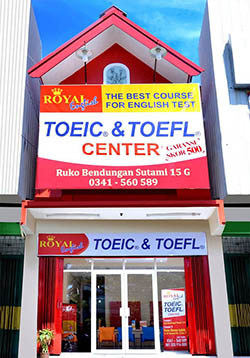 ROYAL
English
THE BEST COURSE
FOR ENGLISH TEST
TOEIC® & TOEFL®
CENTER
GARANSI
SKOR 500
Ruko Bendungan Sutami 15 G
0341 - 560 589
ROYAL
English
TOEIC® & TOEFL®
ROYAL
TOEIC
&
TOEFL